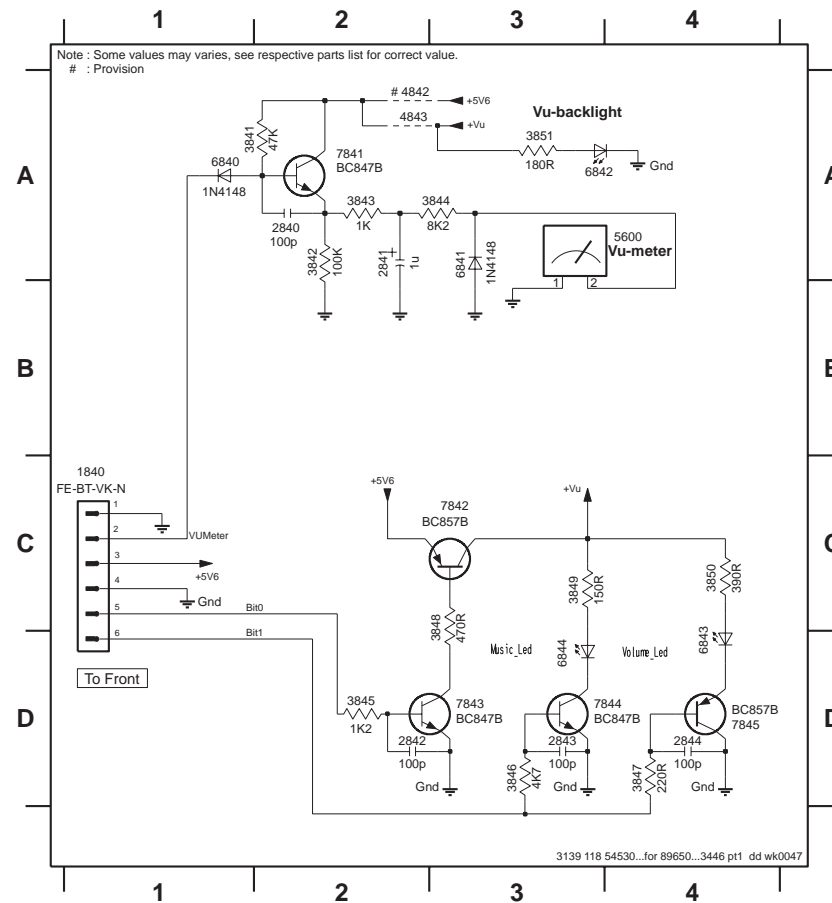 1 2 3 4
Note : Some values may varies, see respective parts list for correct value.
# : Provision
A
A
B
B
C
C
D
D
# 4842
+5V6
4843
+Vu
Vu-backlight
3851
180R
6842
Gnd
3841
47K
7841
BC847B
6840
1N4148
2840
100p
3843
1K
3844
8K2
3842
100K
2841
+
1u
6841
1N4148
5600
Vu-meter
1 2
1840
FE-BT-VK-N
1
2
VUMeter
3
+5V6
4
Gnd
5
Bit0
6
Bit1
To Front
+5V6
7842
BC857B
+Vu
3848
470R
3849
150R
3850
390R
Music_Led
6844
Volume_Led
6843
3845
1K2
7843
BC847B
7844
BC847B
BC857B
7845
2842
100p
Gnd
2843
100p
Gnd
2844
100p
Gnd
3846
4K7
3847
220R
3139 118 54530...for 89650...3446 pt1 dd wk0047
1 2 3 4